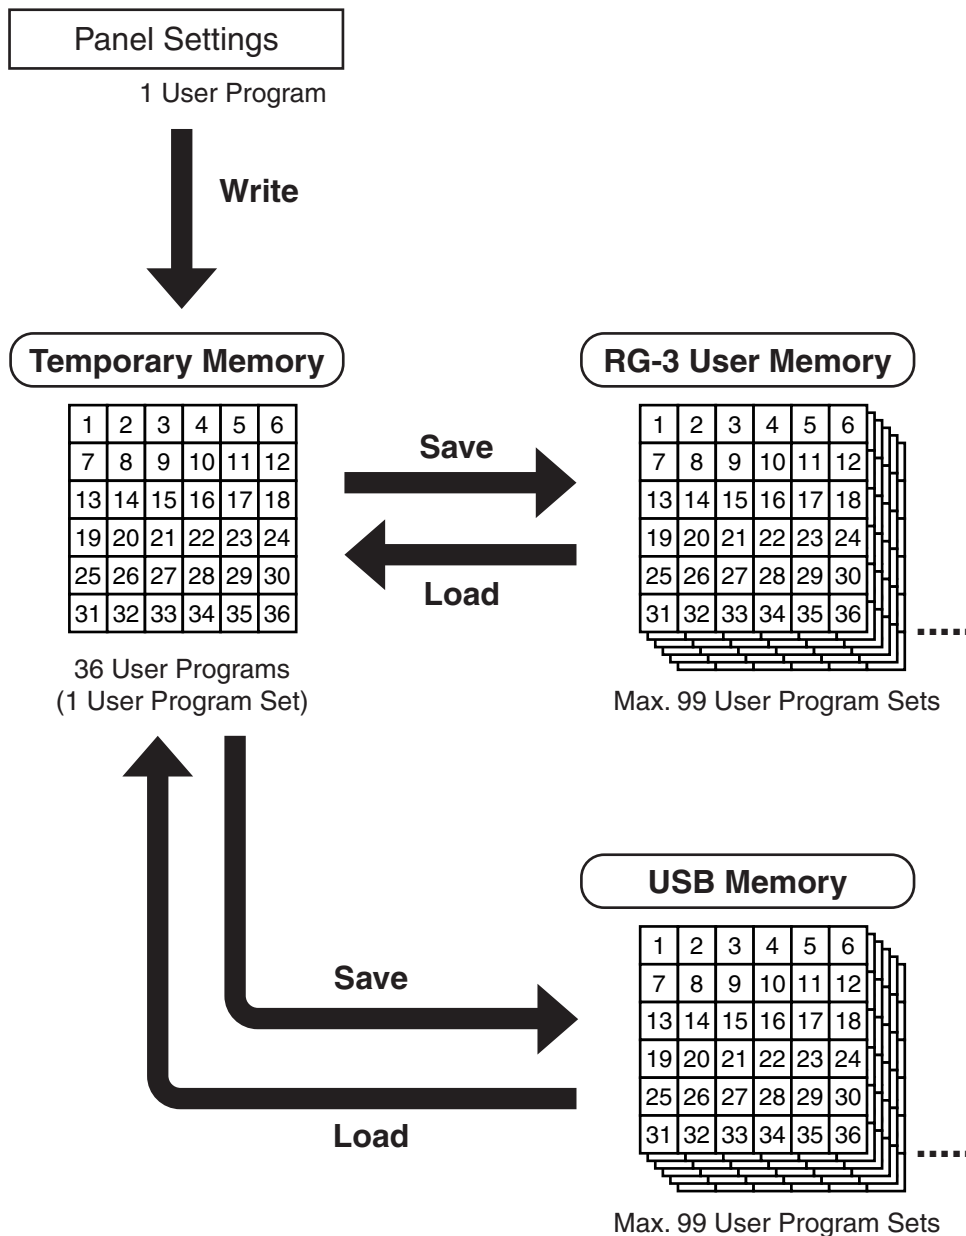 Panel Settings
1 User Program
Write
Temporary Memory
1 2 3 4 5 6
7 8 9 10 11 12
13 14 15 16 17 18
19 20 21 22 23 24
25 26 27 28 29 30
31 32 33 34 35 36
36 User Programs
(1 User Program Set)
Save
Load
RG-3 User Memory
1 2 3 4 5 6
7 8 9 10 11 12
13 14 15 16 17 18
19 20 21 22 23 24
25 26 27 28 29 30
31 32 33 34 35 36
Max. 99 User Program Sets
Save
Load
USB Memory
1 2 3 4 5 6
7 8 9 10 11 12
13 14 15 16 17 18
19 20 21 22 23 24
25 26 27 28 29 30
31 32 33 34 35 36
Max. 99 User Program Sets